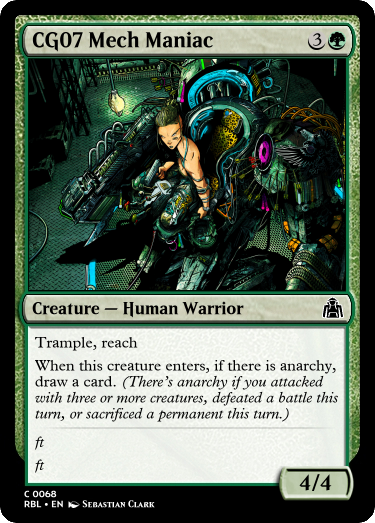 CG07 Mech Maniac 3
Creature — Human Warrior
Trample, reach
When this creature enters, if there is anarchy,
draw a card. (There's anarchy if you attacked
with three or more creatures, defeated a battle this
turn, or sacrificed a permanent this turn.)
ft
ft
4/4
C 0068
RBL • EN Sebastian Clark